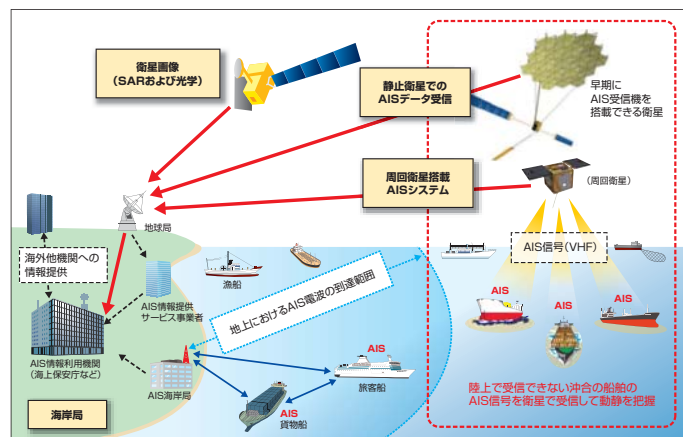 衛星画像
(SARおよび光学)
静止衛星での
AISデータ受信
早期に
AIS受信機を
搭載できる衛星
周回衛星搭載
AISシステム
(周回衛星)
地球局
海外他機関への
情報提供
AIS信号(VHF)
漁船
AIS情報提供
サービス事業者
地上におけるAIS電波の到達範囲
AIS
AIS
AIS
AIS情報利用機関
(海上保安庁など)
AIS海岸局
AIS
旅客船
AIS
貨物船
海岸局
陸上で受信できない沖合の船舶の
AIS信号を衛星で受信して動静を把握